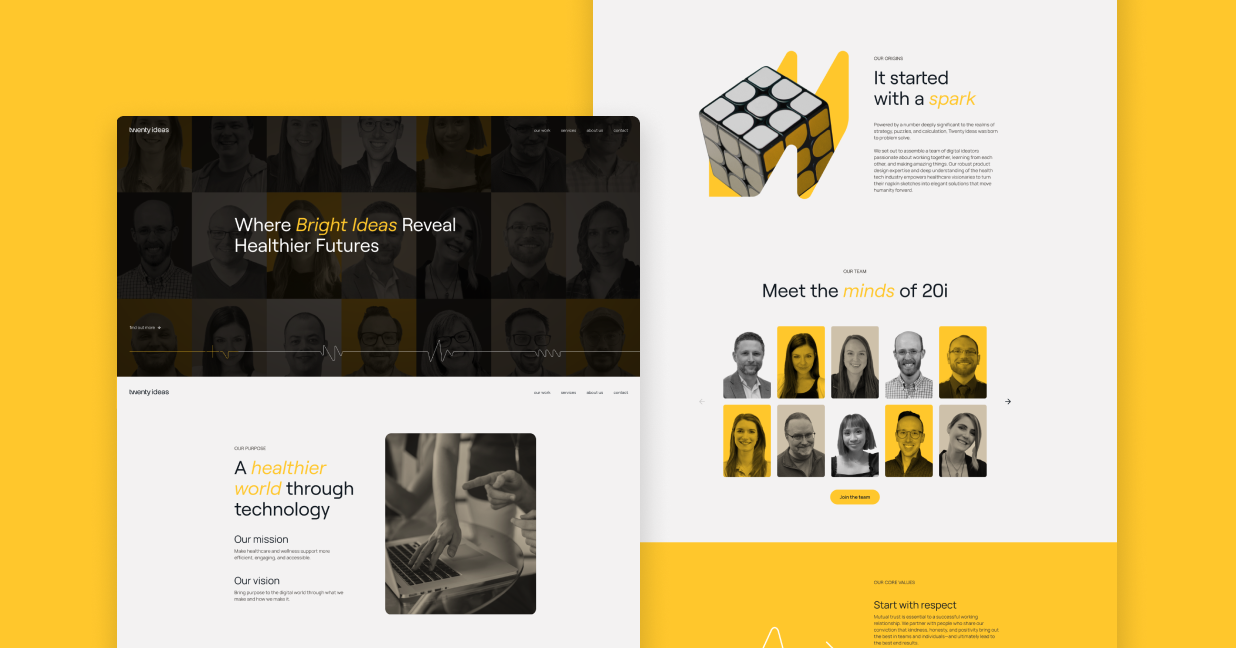 twenty ideas
our work services about us contact
Where Bright Ideas Reveal
Healthier Futures
find out more
twenty ideas
our work services about us contact
OUR PURPOSE
A healthier
world through
technology
Our mission
Make healthcare and wellness support more
efficient, engaging, and accessible.
Our vision
Bring purpose to the digital world through what we
make and how we make it.
OUR ORIGINS
It started
with a spark
Powered by a number deeply significant to the realms of
strategy, puzzles, and calculation, Twenty Ideas was born
to problem solve.
We set out to assemble a team of digital ideators
passionate about working together, learning from each
other, and making amazing things. Our robust product
design expertise and deep understanding of the health
tech industry empowers healthcare visionaries to turn
their napkin sketches into elegant solutions that move
humanity forward.
OUR TEAM
Meet the minds of 20i
Join the team
OUR CORE VALUES
Start with respect
Mutual trust is essential to a successful working
relationship. We partner with people who share our
conviction that kindness, honesty, and positivity bring out
the best in teams and individuals—and ultimately lead to
the best end results.